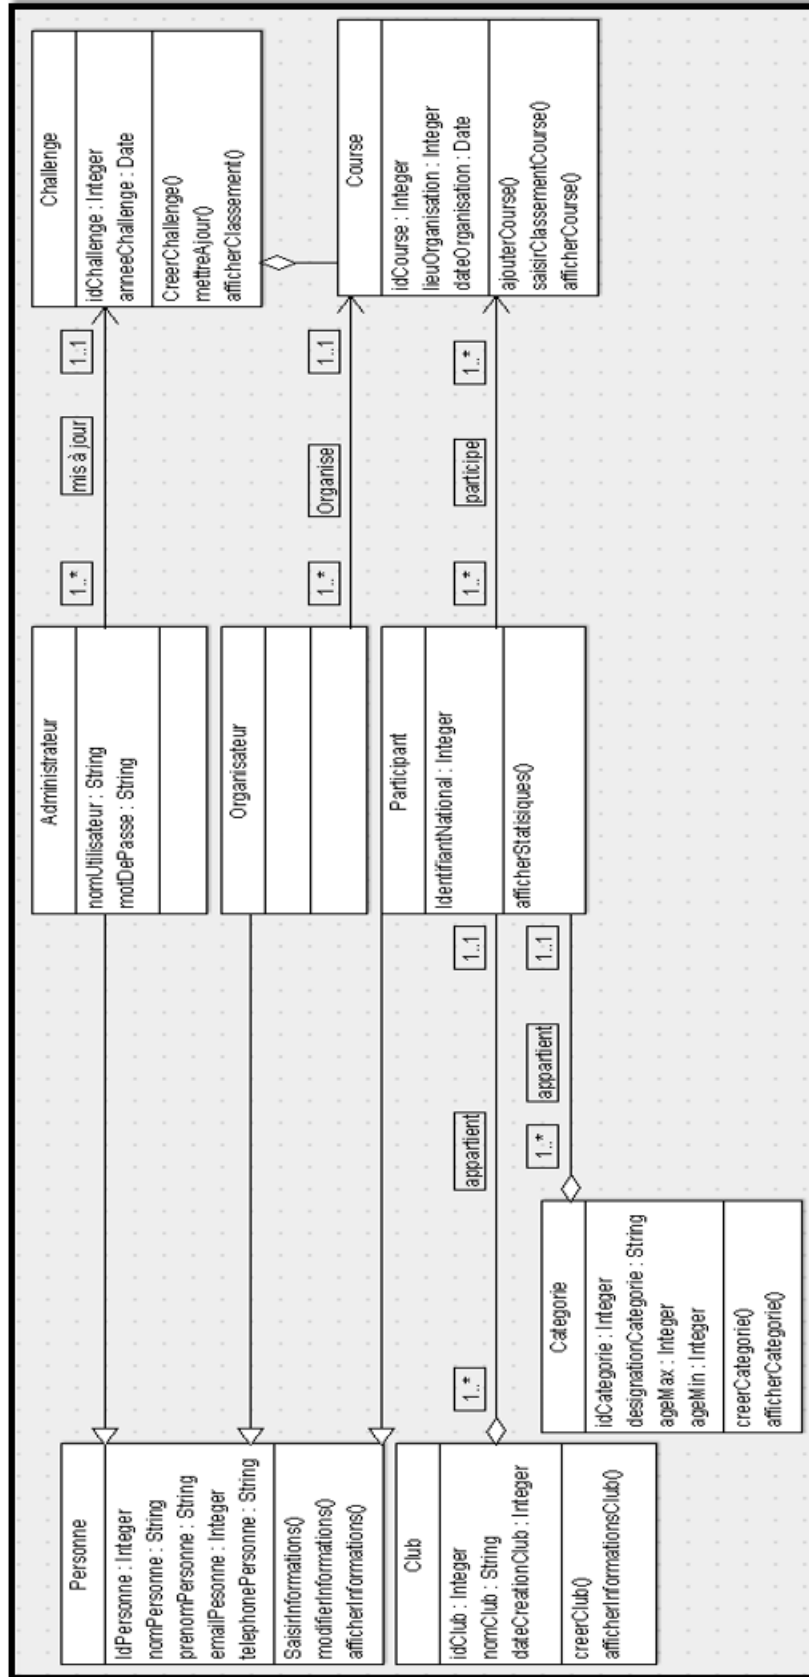 Personne
IdPersonne : Integer
nomPersonne : String
prenomPersonne : String
emailPesonne : Integer
telephonePersonne : String
SaisirInformations()
modifierInformations()
afficherInformations()
Club
idClub : Integer
nomClub : String
dateCreationClub : Integer
creerClub()
afficherInformationsClub()
1..*
appartient
1..1
Categorie
idCategorie : Integer
designationCategorie : String
ageMax : Integer
ageMin : Integer
creerCategorie()
afficherCategorie()
1..*
appartient
1..1
Administrateur
nomUtilisateur : String
motDePasse : String
Organisateur
Participant
IdentifiantNational : Integer
afficherStatisiques()
1..*
mis à jour
1..1
1..*
Organise
1..1
1..*
participe
1..*
Challenge
idChallenge : Integer
anneeChallenge : Date
CreerChallenge()
mettreAjour()
afficherClassement()
Course
idCourse : Integer
lieuOrganisation : Integer
dateOrganisation : Date
ajouterCourse()
saisirClassementCourse()
afficherCourse()